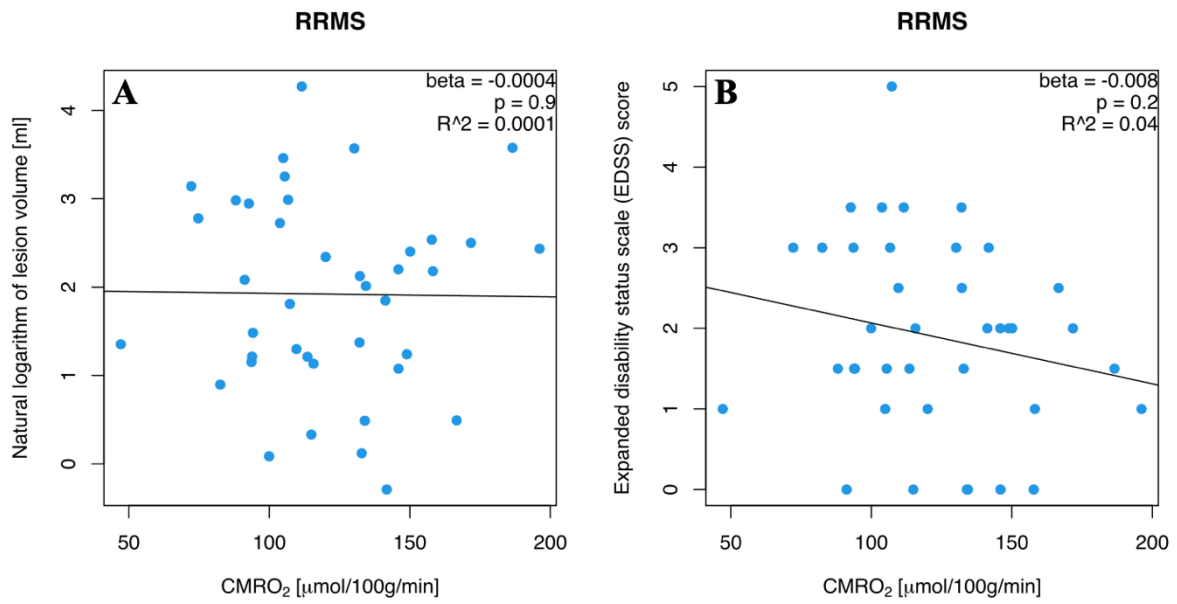 RRMS
A
beta = -0.0004
p = 0.9
R^2 = 0.0001
Natural logarithm of lesion volume [ml]
4
3
2
1
0
50 100 150 200
CMRO₂ [μmol/100g/min]
RRMS
B
beta = -0.008
p = 0.2
R^2 = 0.04
Expanded disability status scale (EDSS) score
5
4
3
2
1
0
50 100 150 200
CMRO₂ [μmol/100g/min]